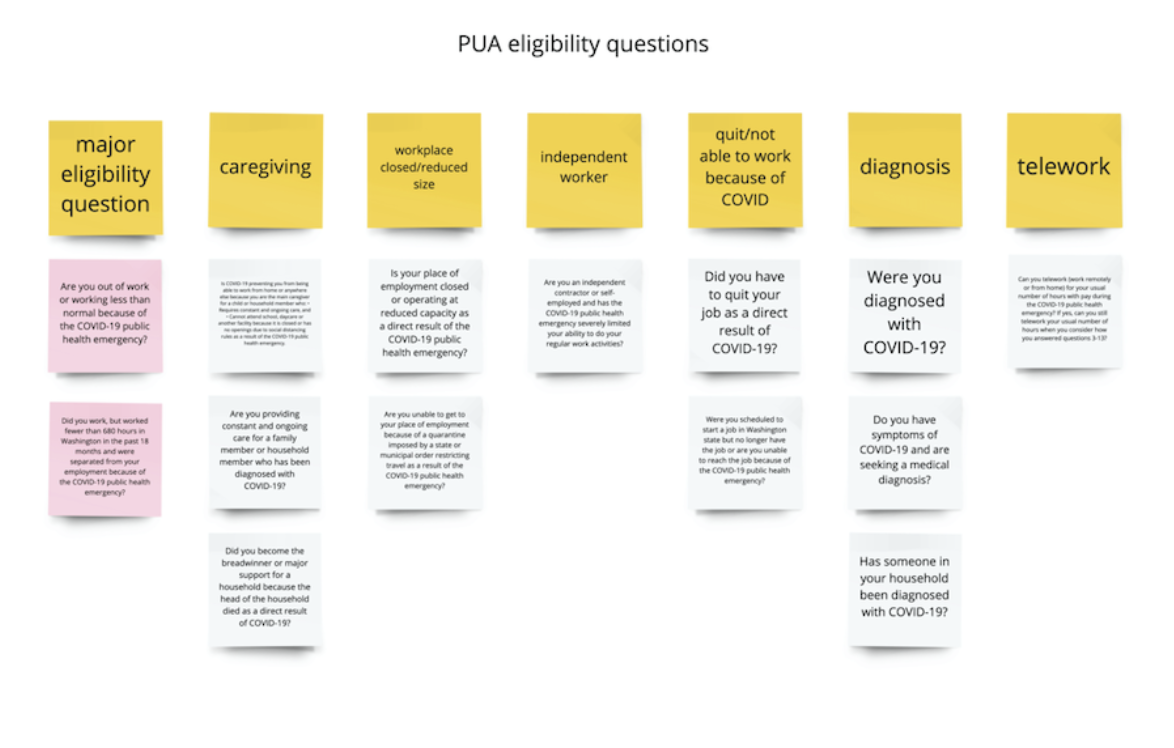 PUA eligibility questions
major
eligibility
question
caregiving
workplace
closed/reduced
size
independent
worker
quit/not
able to work
because of
COVID
diagnosis
telework
Are you out of work
or working less than
normal because of
the COVID-19 public
health emergency?
Is COVID-19 preventing you from being
able to work from home or anywhere
else because you are the main caregiver
for a child or household member who •
Requires constant and ongoing care, and
• Cannot attend school, daycare or
another facility because it is closed or has
no openings due to social distancing
rules as a result of the COVID-19 public
health emergency.
Is your place of
employment closed
or operating at
reduced capacity as
a direct result of the
COVID-19 public
health emergency?
Are you an independent
contractor or self-
employed and has the
COVID-19 public health
emergency severely limited
your ability to do your
regular work activities?
Did you have
to quit your
job as a direct
result of
COVID-19?
Were you
diagnosed
with
COVID-19?
Can you telework (work remotely
or from home) for your usual
number of hours with pay during
the COVID-19 public health
emergency? If yes, can you still
telework your usual number of
hours when you consider how
you answered questions 3-13?
Did you work, but worked
fewer than 680 hours in
Washington in the past 18
months and were
separated from your
employment because of
the COVID-19 public health
emergency?
Are you providing
constant and ongoing
care for a family
member or household
member who has been
diagnosed with
COVID-19?
Are you unable to get to
your place of employment
because of a quarantine
imposed by a state or
municipal order restricting
travel as a result of the
COVID-19 public health
emergency?
Were you scheduled to
start a job in Washington
state but no longer have
the job or are you unable
to reach the job because of
the COVID-19 public health
emergency?
Do you have
symptoms of
COVID-19 and are
seeking a medical
diagnosis?
Did you become the
breadwinner or major
support for a
household because the
head of the household
died as a direct result
of COVID-19?
Has someone in
your household
been diagnosed
with COVID-19?